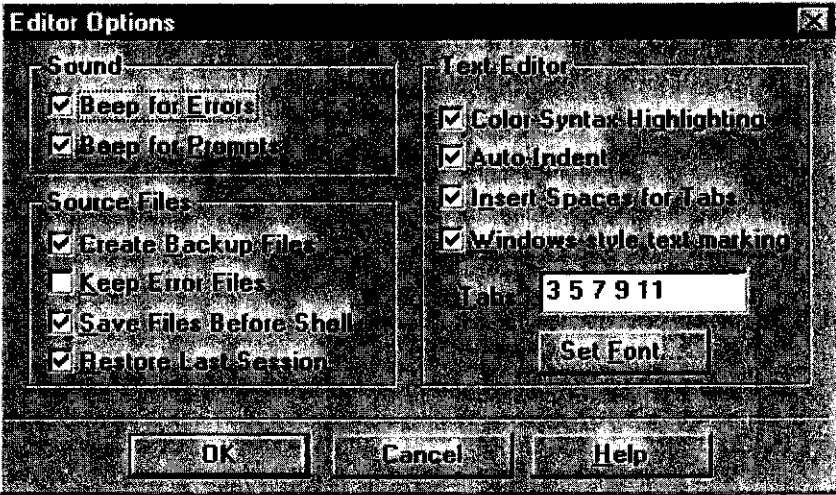 Editor Options
Sound
Beep for Errors
Beep for Prompts
Source Files
Create Backup Files
Keep Error Files
Save Files Before Shell
Restore Last Session
Text Editor
Color Syntax Highlighting
Auto Indent
Insert Spaces for Tabs
Windows-style text marking
Tabs 3 5 7 9 11
Set Font...
OK
Cancel
Help